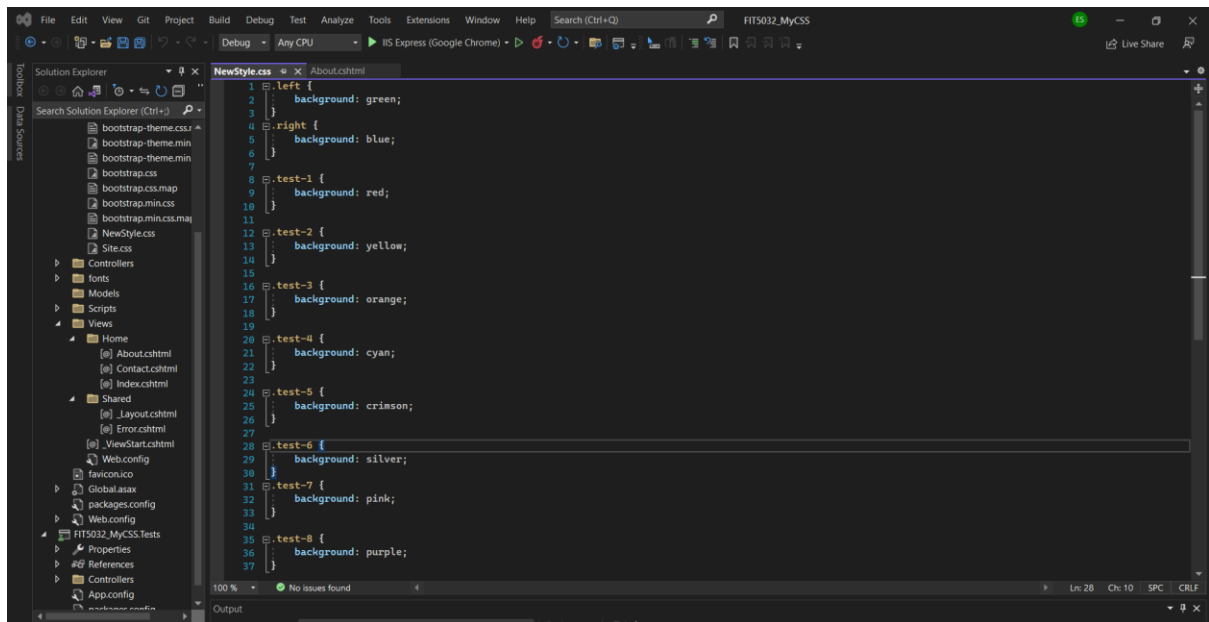 File Edit View Git Project Build Debug Test Analyze Tools Extensions Window Help Search (Ctrl+Q) FIT5032_MyCSS ES
Debug Any CPU IIS Express (Google Chrome) Live Share
Toolbox
Data Sources
Solution Explorer
Search Solution Explorer (Ctrl+;)
bootstrap-theme.css.r
bootstrap-theme.min
bootstrap-theme.min
bootstrap.css
bootstrap.css.map
bootstrap.min.css
bootstrap.min.css.map
NewStyle.css
Site.css
Controllers
fonts
Models
Scripts
Views
Home
[@] About.cshtml
[@] Contact.cshtml
[@] Index.cshtml
Shared
[@] _Layout.cshtml
[@] Error.cshtml
[@] _ViewStart.cshtml
Web.config
favicon.ico
Global.asax
packages.config
Web.config
FIT5032_MyCSS.Tests
Properties
References
Controllers
App.config
packages.config
NewStyle.css About.cshtml
1 .left {
2 background: green;
3 }
4 .right {
5 background: blue;
6 }
7
8 .test-1 {
9 background: red;
10 }
11
12 .test-2 {
13 background: yellow;
14 }
15
16 .test-3 {
17 background: orange;
18 }
19
20 .test-4 {
21 background: cyan;
22 }
23
24 .test-5 {
25 background: crimson;
26 }
27
28 .test-6 {
29 background: silver;
30 }
31 .test-7 {
32 background: pink;
33 }
34
35 .test-8 {
36 background: purple;
37 }
100 % No issues found Ln: 28 Ch: 10 SPC CRLF
Output